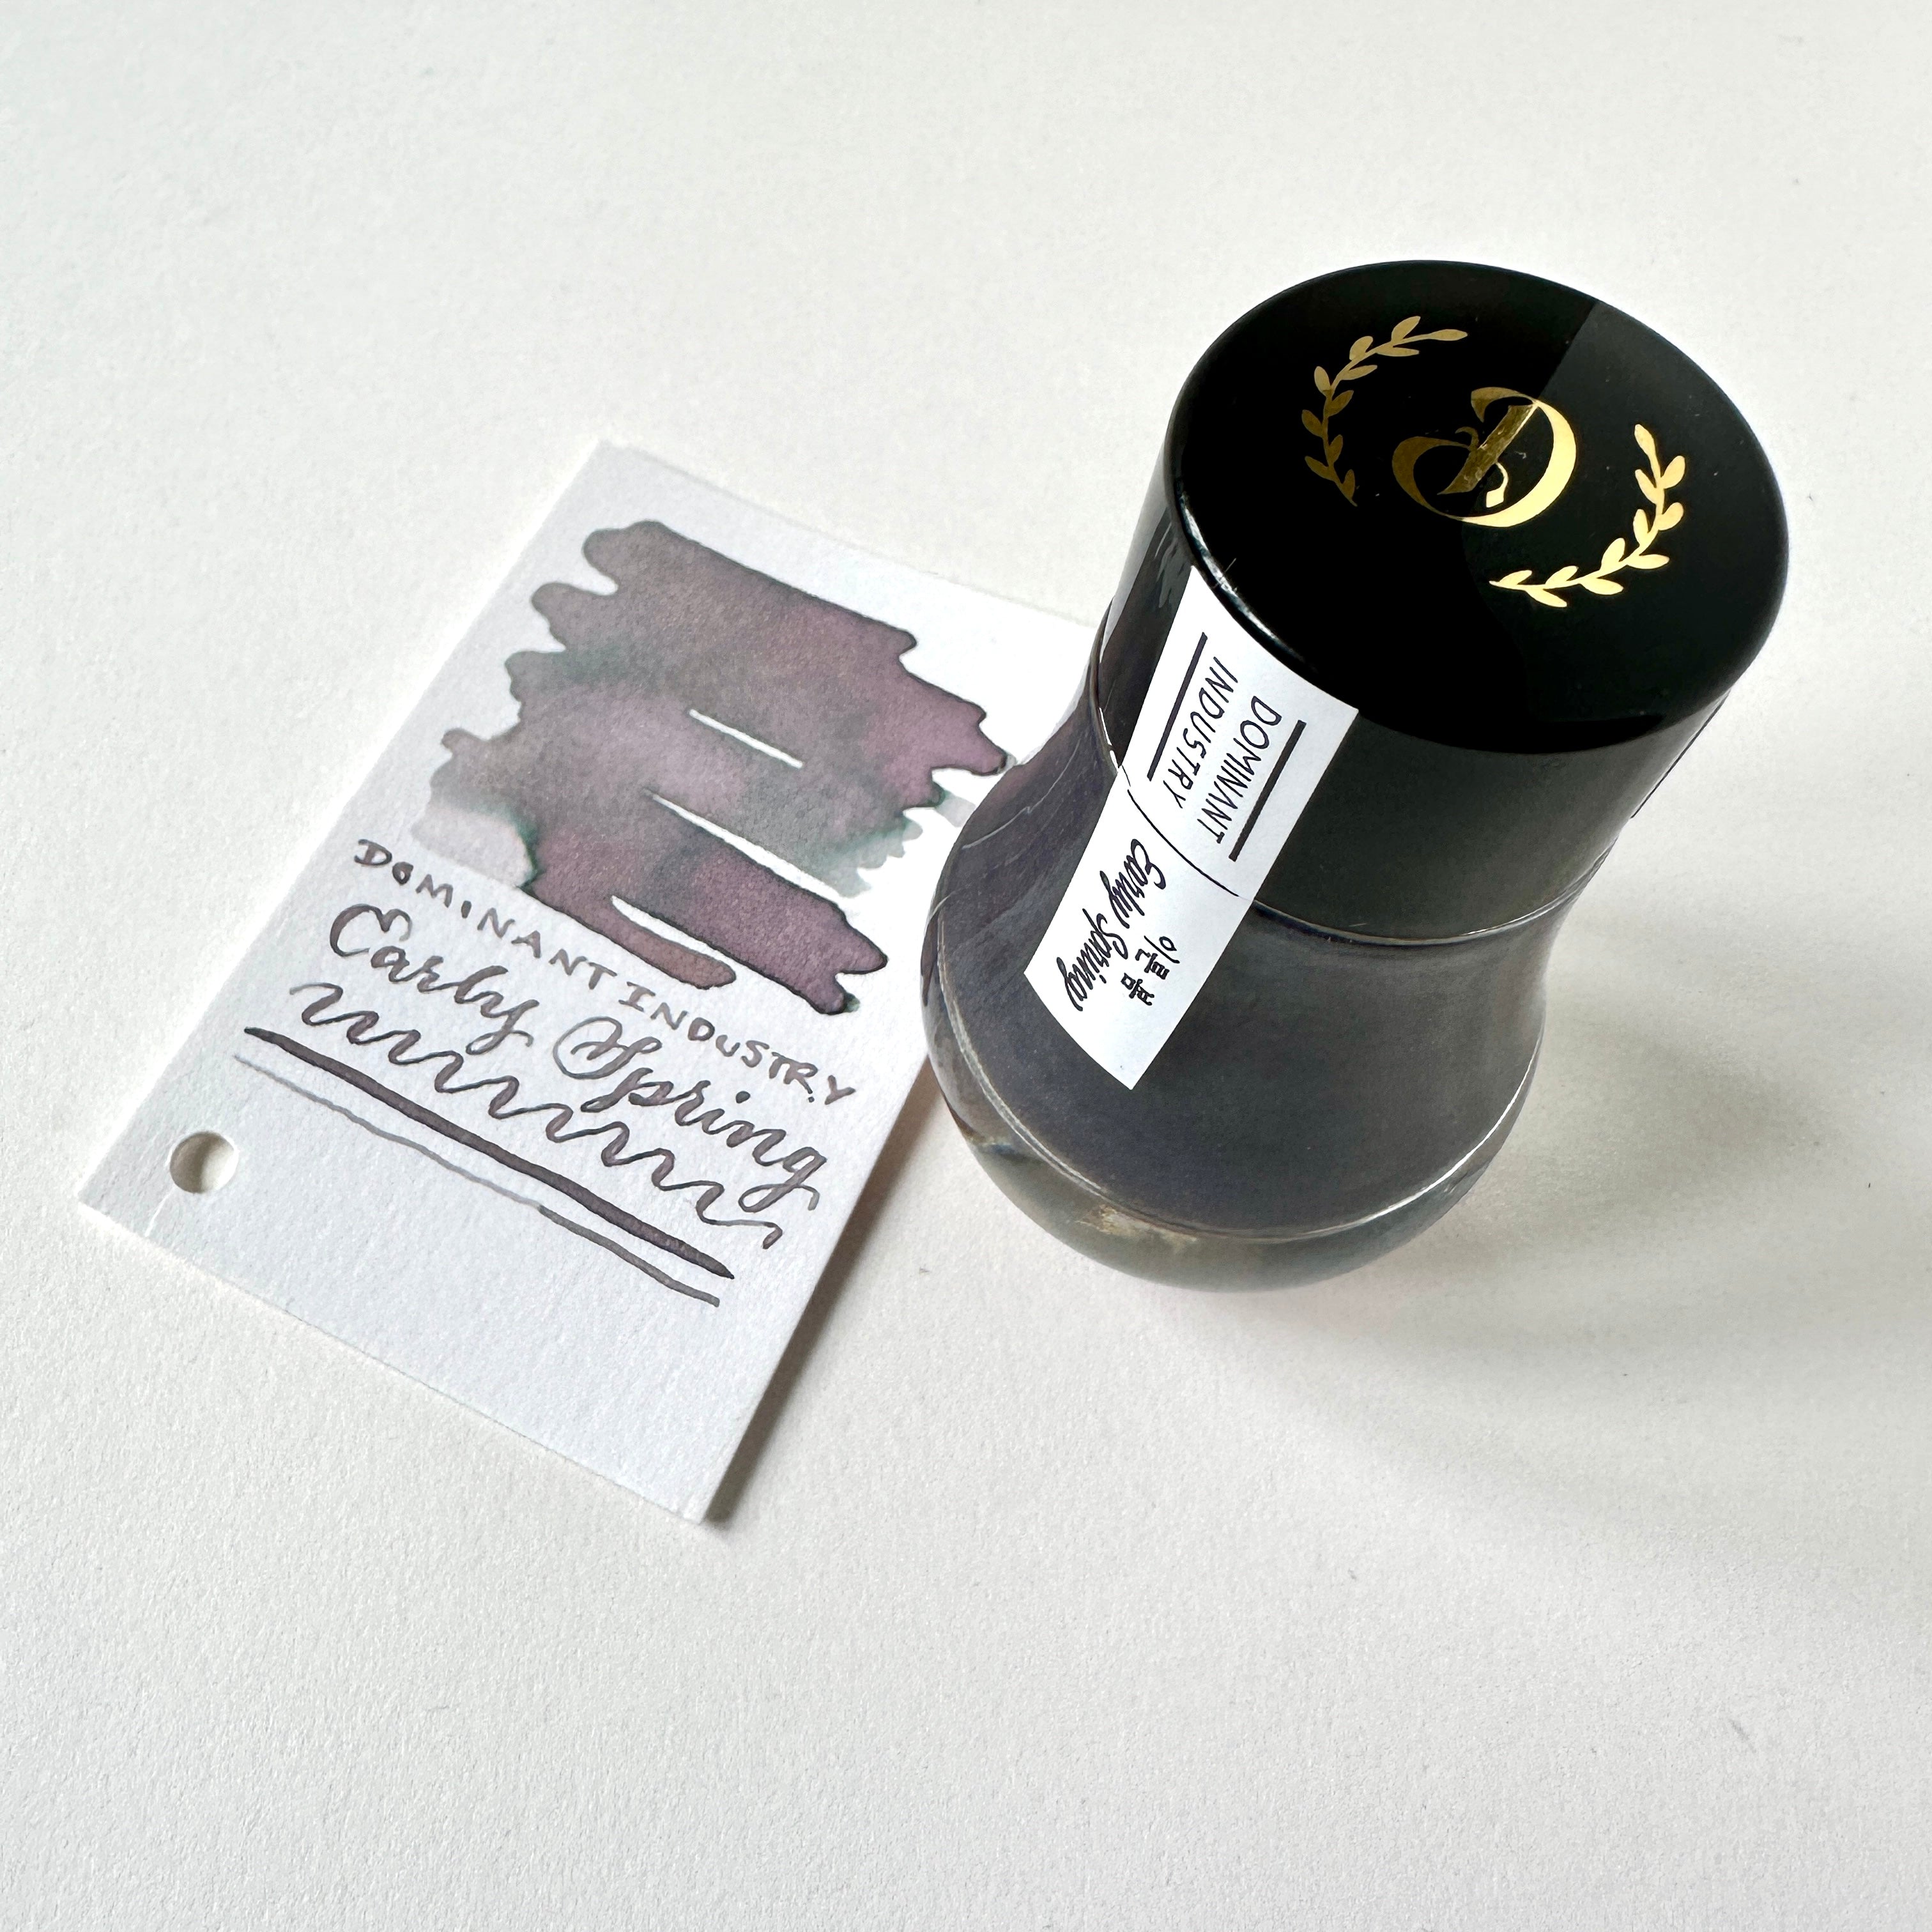 DOMINANT INDUSTRY
Early Spring
D
DOMINANT
INDUSTRY
Early Spring
이른 봄